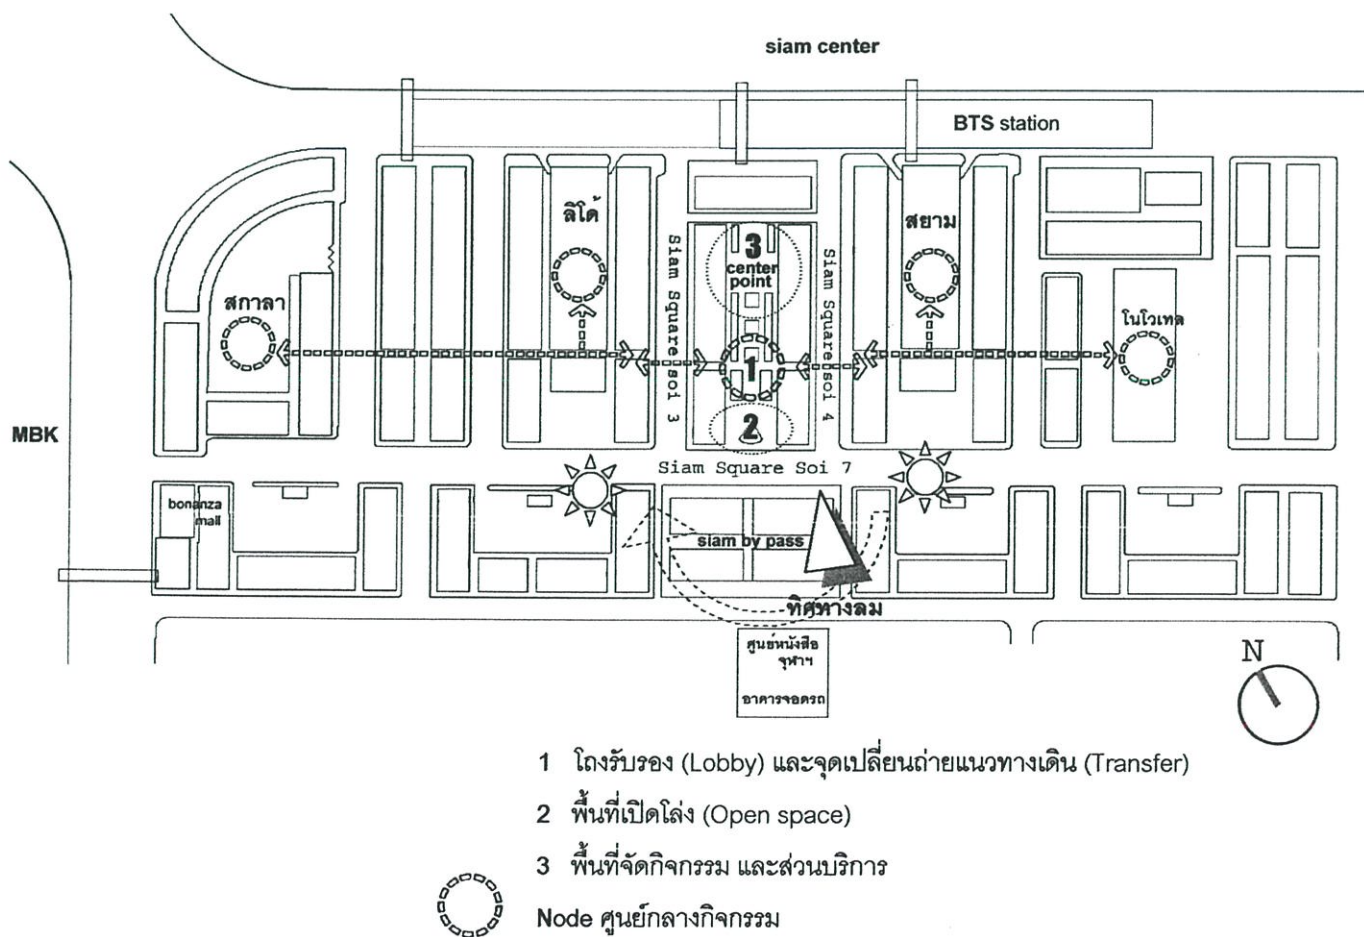 siam center
BTS station
ลิโด้
สยาม
3
center
point
Siam Square soi 3
Siam Square soi 4
สกาลา
โนโวเทล
1
2
MBK
Siam Square Soi 7
bonanza
mall
siam by pass
ทิศทางลม
ศูนย์หนังสือ
จุฬาฯ
อาคารจอดรถ
N
1 โถงรับรอง (Lobby) และจุดเปลี่ยนถ่ายแนวทางเดิน (Transfer)
2 พื้นที่เปิดโล่ง (Open space)
3 พื้นที่จัดกิจกรรม และส่วนบริการ
Node ศูนย์กลางกิจกรรม